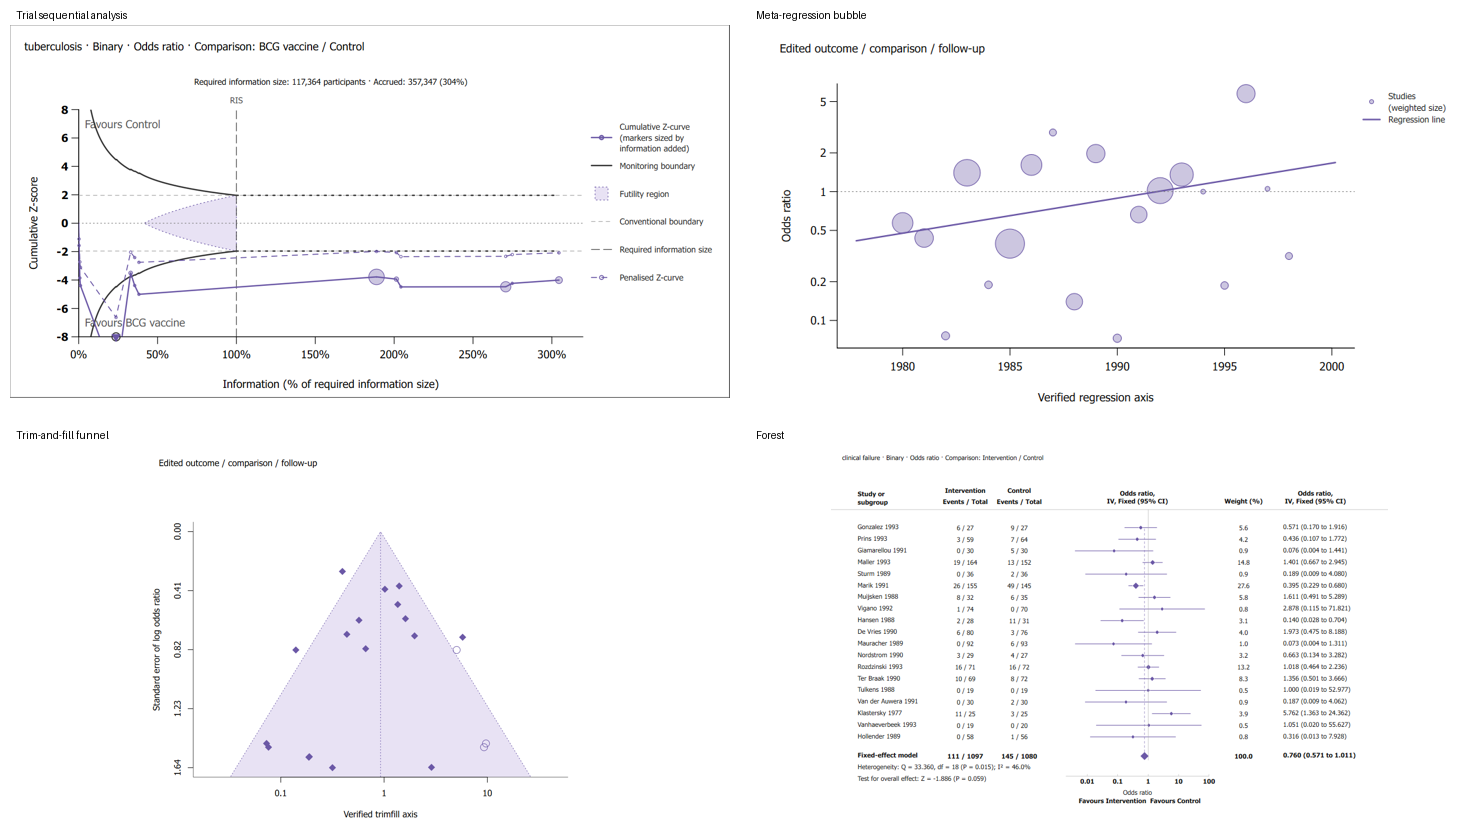 Trial sequential analysis
tuberculosis · Binary · Odds ratio · Comparison: BCG vaccine / Control
Required information size: 117,364 participants · Accrued: 357,347 (304%)
RIS
8
6
4
2
0
-2
-4
-6
-8
Favours Control
Favours BCG vaccine
Cumulative Z-score
0%
50%
100%
150%
200%
250%
300%
Information (% of required information size)
Cumulative Z-curve
(markers sized by
information added)
Monitoring boundary
Futility region
Conventional boundary
Required information size
Penalised Z-curve
Meta-regression bubble
Edited outcome / comparison / follow-up
5
2
1
0.5
0.2
0.1
Odds ratio
1980
1985
1990
1995
2000
Verified regression axis
Studies
(weighted size)
Regression line
Trim-and-fill funnel
Edited outcome / comparison / follow-up
0.00
0.41
0.82
1.23
1.64
Standard error of log odds ratio
0.1
1
10
Verified trimfill axis
Forest
clinical failure · Binary · Odds ratio · Comparison: Intervention / Control
Study or subgroup
Intervention Events / Total
Control Events / Total
Odds ratio, IV, Fixed (95% CI)
Weight (%)
Odds ratio, IV, Fixed (95% CI)
Gonzalez 1993 6 / 27 9 / 27 5.6 0.571 (0.170 to 1.916)
Prins 1993 3 / 59 7 / 64 4.2 0.436 (0.107 to 1.772)
Giamarellou 1991 0 / 30 5 / 30 0.9 0.076 (0.004 to 1.441)
Maller 1993 19 / 164 13 / 152 14.8 1.401 (0.667 to 2.945)
Sturm 1989 0 / 36 2 / 36 0.9 0.189 (0.009 to 4.080)
Marik 1991 26 / 155 49 / 145 27.6 0.395 (0.229 to 0.680)
Muijsken 1988 8 / 32 6 / 35 5.8 1.611 (0.491 to 5.289)
Vigano 1992 1 / 74 0 / 70 0.8 2.878 (0.115 to 71.821)
Hansen 1988 2 / 28 11 / 31 3.1 0.140 (0.028 to 0.704)
De Vries 1990 6 / 80 3 / 76 4.0 1.973 (0.475 to 8.188)
Mauracher 1989 0 / 92 6 / 93 1.0 0.073 (0.004 to 1.311)
Nordstrom 1990 3 / 29 4 / 27 3.2 0.663 (0.134 to 3.282)
Rozdzinski 1993 16 / 71 16 / 72 13.2 1.018 (0.464 to 2.236)
Ter Braak 1990 10 / 69 8 / 72 8.3 1.356 (0.501 to 3.666)
Tulkens 1988 0 / 19 0 / 19 0.5 1.000 (0.019 to 52.977)
Van der Auwera 1991 0 / 30 2 / 30 0.9 0.187 (0.009 to 4.062)
Klastersky 1977 11 / 25 3 / 25 3.9 5.762 (1.363 to 24.362)
Vanhaeverbeek 1993 0 / 19 0 / 20 0.5 1.051 (0.020 to 55.627)
Hollender 1989 0 / 58 1 / 56 0.8 0.316 (0.013 to 7.928)
Fixed-effect model 111 / 1097 145 / 1080 100.0 0.760 (0.571 to 1.011)
Heterogeneity: Q = 33.360, df = 18 (P = 0.015); I² = 46.0%
Test for overall effect: Z = -1.886 (P = 0.059)
0.01 0.1 1 10 100
Odds ratio
Favours Intervention Favours Control